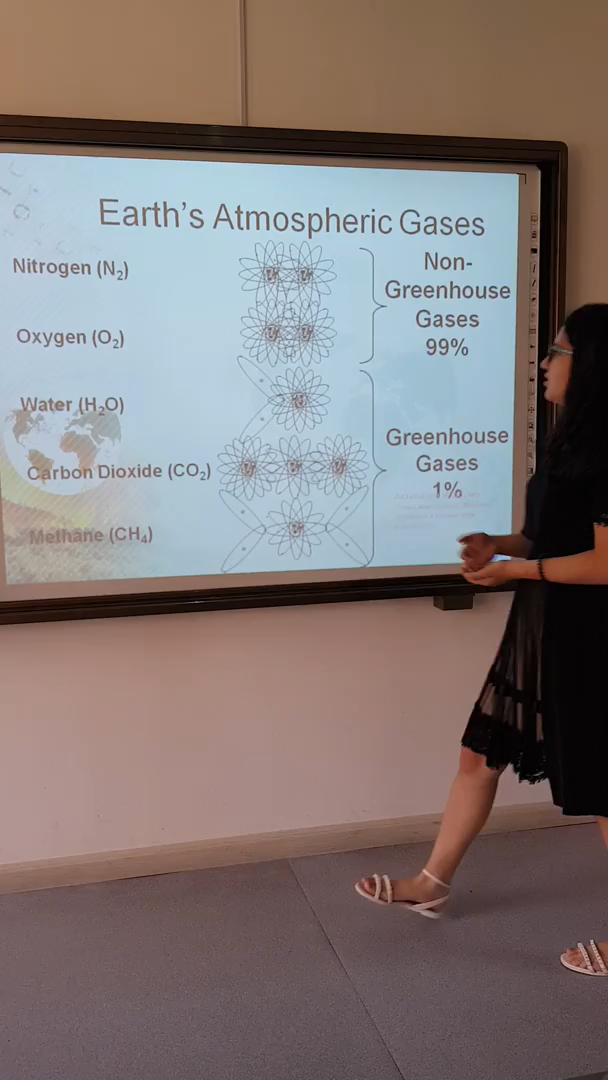 Earth's Atmospheric Gases
Nitrogen (N₂)
Oxygen (O₂)
Water (H₂O)
Carbon Dioxide (CO₂)
Methane (CH₄)
Non-
Greenhouse
Gases
99%
Greenhouse
Gases
1%